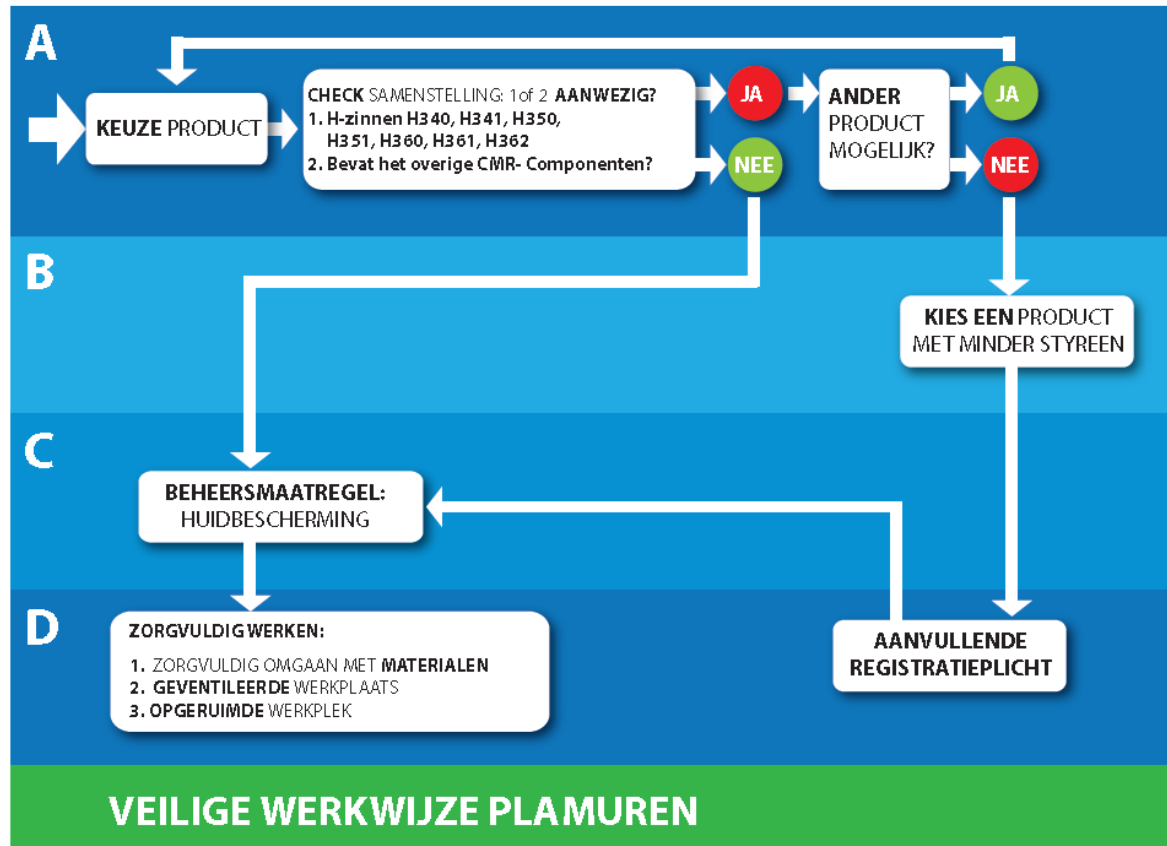 A
KEUZE PRODUCT
CHECK SAMENSTELLING: 1of 2 AANWEZIG?
1. H-zinnen H340, H341, H350,
H351, H360, H361, H362
2. Bevat het overige CMR- Componenten?
JA
NEE
ANDER
PRODUCT
MOGELIJK?
JA
NEE
B
KIES EEN PRODUCT
MET MINDER STYREEN
C
BEHEERSMAATREGEL:
HUIDBESCHERMING
D
ZORGVULDIG WERKEN:
1. ZORGVULDIG OMGAAN MET MATERIALEN
2. GEVENTILEERDE WERKPLAATS
3. OPGERUIMDE WERKPLEK
AANVULLENDE
REGISTRATIEPLICHT
VEILIGE WERKWIJZE PLAMUREN